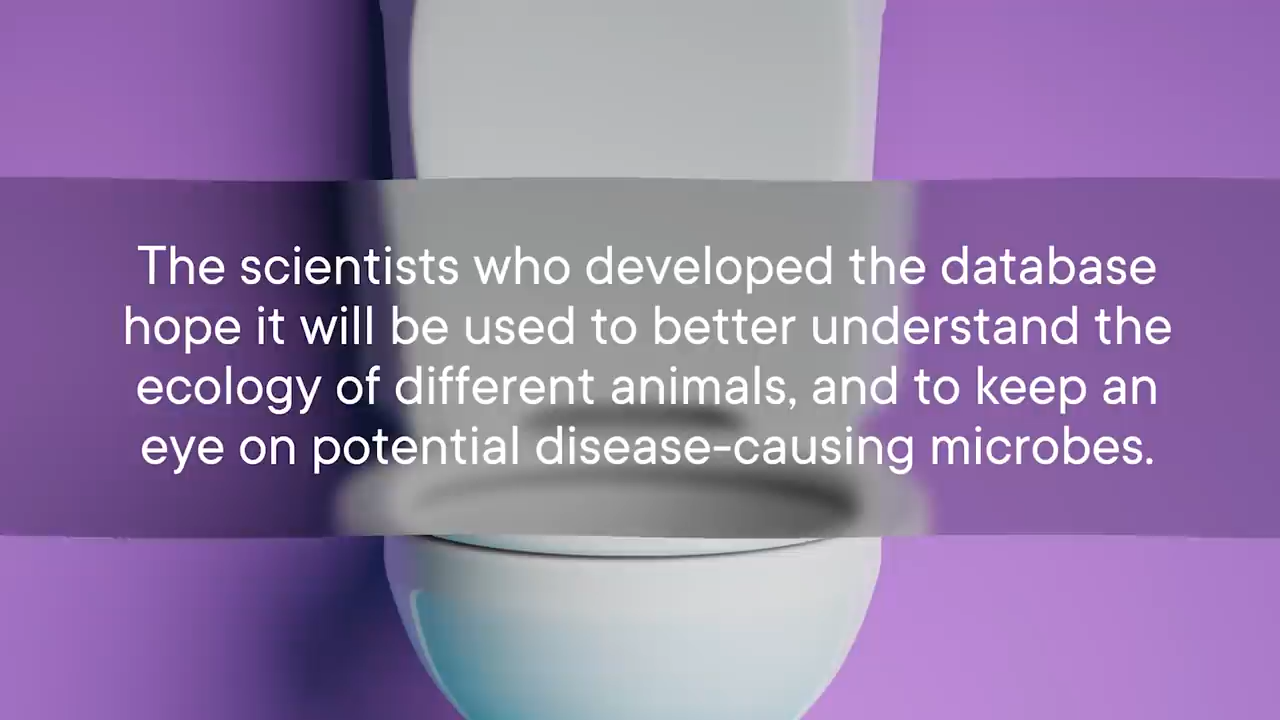 The scientists who developed the database
hope it will be used to better understand the
ecology of different animals, and to keep an
eye on potential disease-causing microbes.